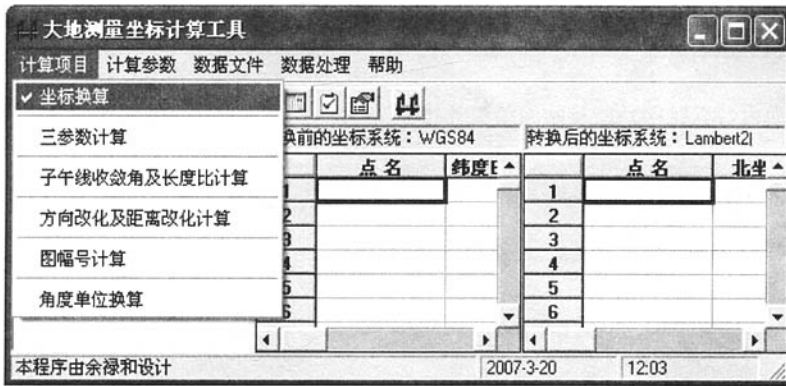 大地测量坐标计算工具
计算项目 计算参数 数据文件 数据处理 帮助
坐标换算
三参数计算
子午线收敛角及长度比计算
方向改化及距离改化计算
图幅号计算
角度单位换算
换前的坐标系统：WGS84
点名 纬度
1
2
3
4
5
6
转换后的坐标系统：Lambert2
点名 北坐
1
2
3
4
5
6
本程序由余禄和设计 2007-3-20 12:03